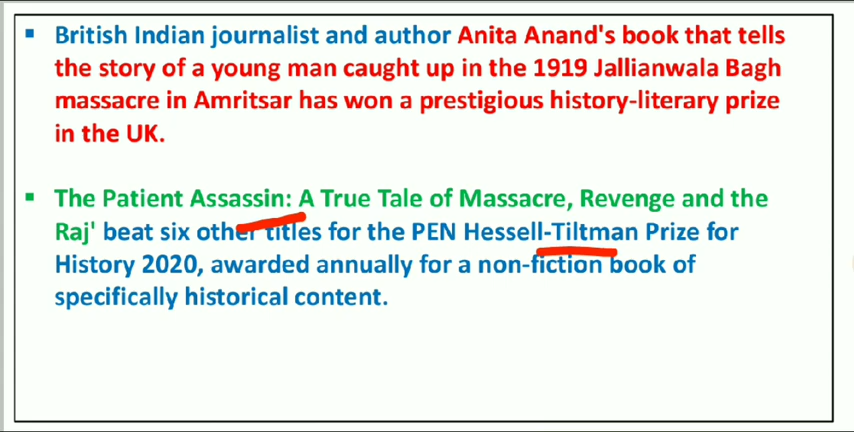 ▪ British Indian journalist and author Anita Anand's book that tells
the story of a young man caught up in the 1919 Jallianwala Bagh
massacre in Amritsar has won a prestigious history-literary prize
in the UK.
▪ The Patient Assassin: A True Tale of Massacre, Revenge and the
Raj' beat six other titles for the PEN Hessell-Tiltman Prize for
History 2020, awarded annually for a non-fiction book of
specifically historical content.